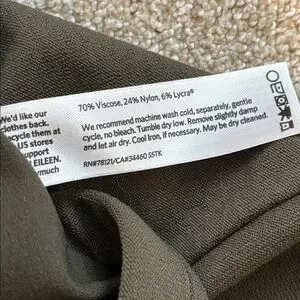 We'd like our
clothes back.
cycle them at
US stores
upport
EILEEN.
ymuch
70% Viscose, 24% Nylon, 6% Lycra®
We recommend machine wash cold, separately, gentle
cycle, no bleach. Tumble dry low. Remove slightly damp
and let air dry. Cool Iron, if necessary. May be dry cleaned.
RN#78121/CA#34460 SSTK